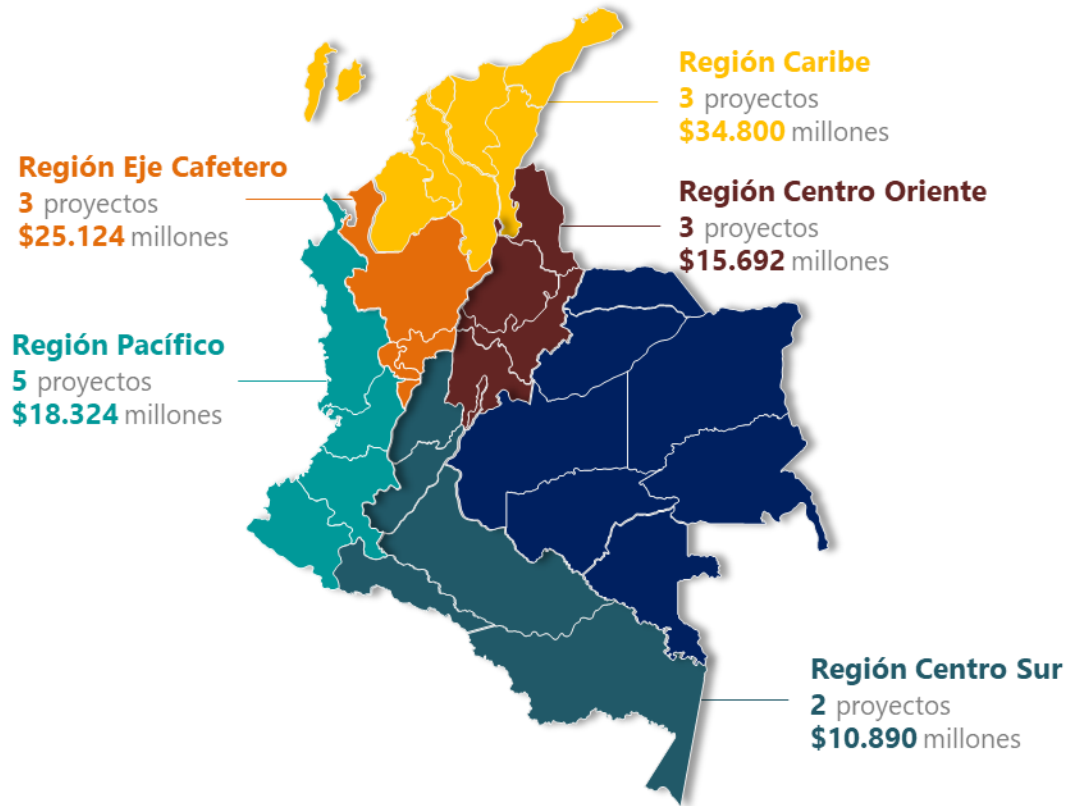 Región Caribe
3 proyectos
$34.800 millones
Región Eje Cafetero
3 proyectos
$25.124 millones
Región Centro Oriente
3 proyectos
$15.692 millones
Región Pacífico
5 proyectos
$18.324 millones
Región Centro Sur
2 proyectos
$10.890 millones